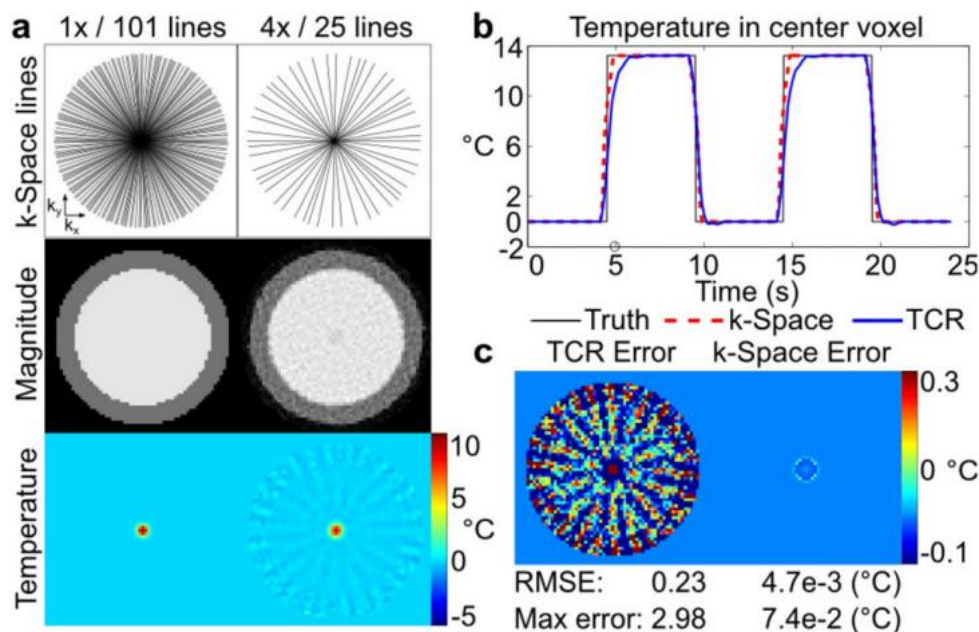 a
1x / 101 lines 4x / 25 lines
k-Space lines
ky
kx
Magnitude
Temperature
10
5
°C
0
-5
b
Temperature in center voxel
14
10
°C
6
2
0
-2
0 5 10 15 20 25
Time (s)
Truth k-Space TCR
c
TCR Error k-Space Error
0.3
0 °C
-0.1
RMSE: 0.23 4.7e-3 (°C)
Max error: 2.98 7.4e-2 (°C)